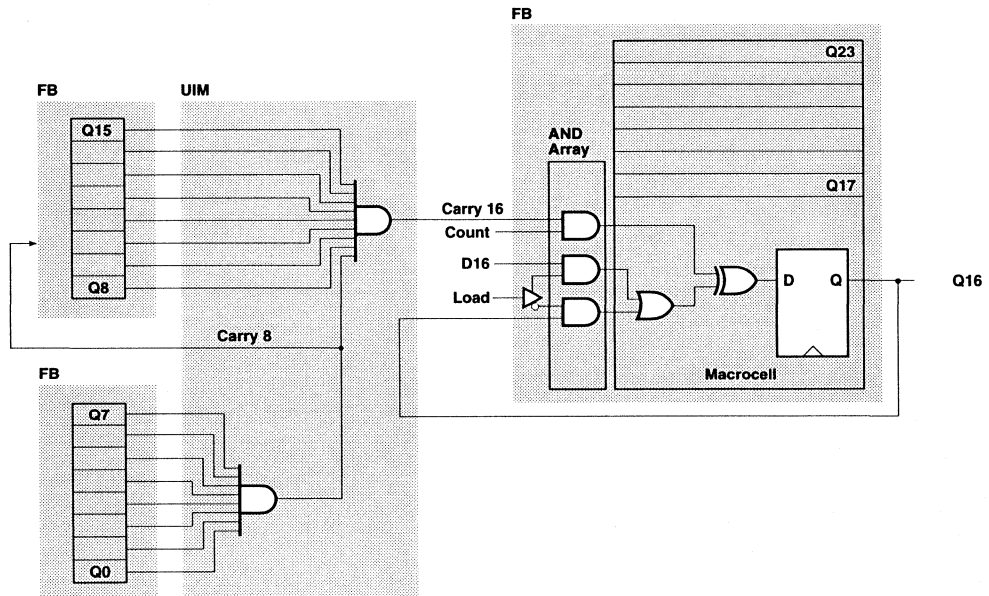 FB
Q23
FB
UIM
Q15
AND
Array
Q17
Carry 16
Count
D16
D
Q
Q16
Q8
Load
Carry 8
Macrocell
FB
Q7
Q0